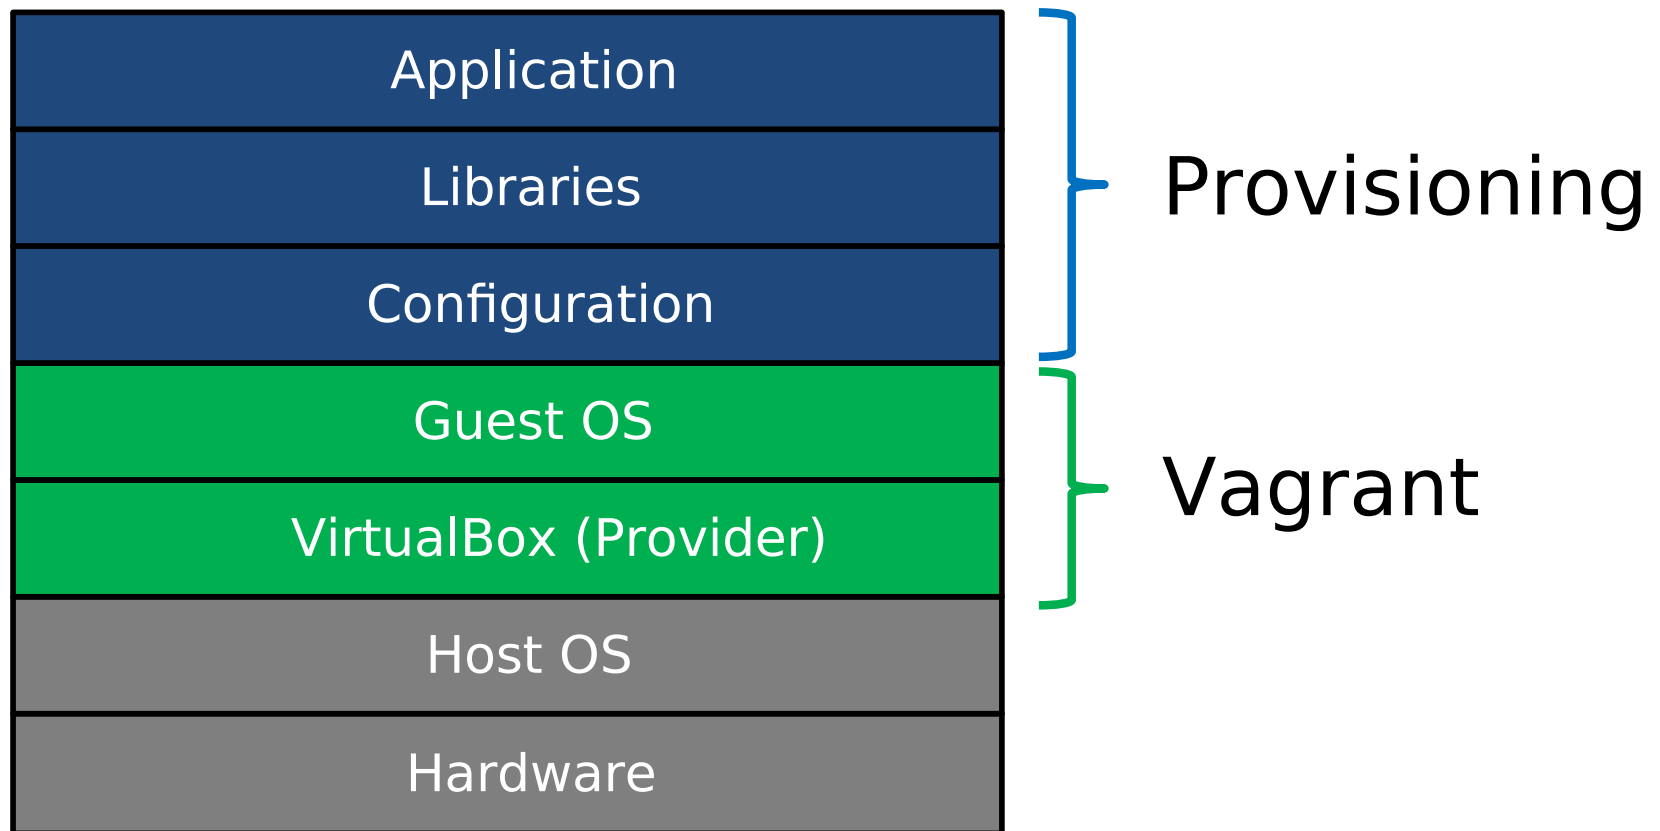 Application
Libraries
Configuration
Provisioning
Guest OS
VirtualBox (Provider)
Vagrant
Host OS
Hardware